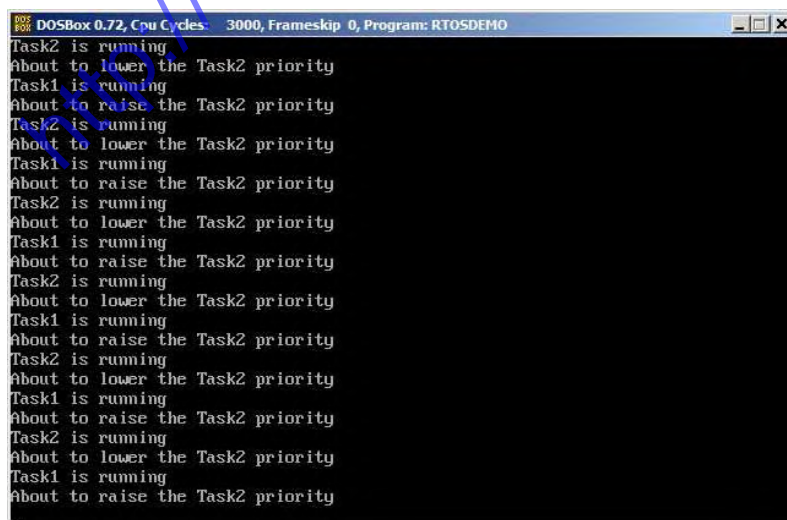 DOSBox 0.72, Cpu Cycles: 3000, Frameskip 0, Program: RTOSDEMO
Task2 is running
About to lower the Task2 priority
Task1 is running
About to raise the Task2 priority
Task2 is running
About to lower the Task2 priority
Task1 is running
About to raise the Task2 priority
Task2 is running
About to lower the Task2 priority
Task1 is running
About to raise the Task2 priority
Task2 is running
About to lower the Task2 priority
Task1 is running
About to raise the Task2 priority
Task2 is running
About to lower the Task2 priority
Task1 is running
About to raise the Task2 priority
Task2 is running
About to lower the Task2 priority
Task1 is running
About to raise the Task2 priority
http:/